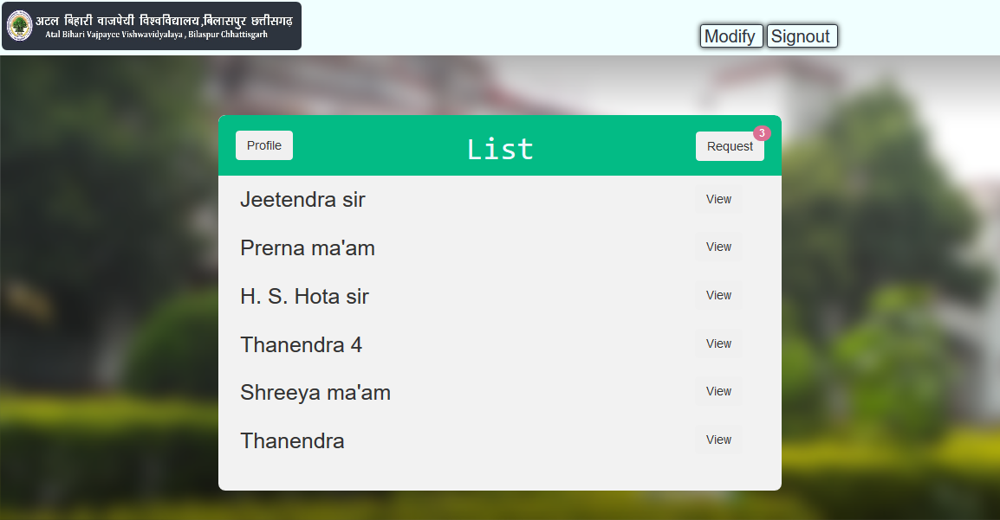 अटल बिहारी वाजपेयी विश्वविद्यालय,बिलासपुर छत्तीसगढ़
Atal Bihari Vajpayee Vishwavidyalaya, Bilaspur Chhattisgarh
Modify Signout
Profile List Request 3
Jeetendra sir View
Prerna ma'am View
H. S. Hota sir View
Thanendra 4 View
Shreeya ma'am View
Thanendra View